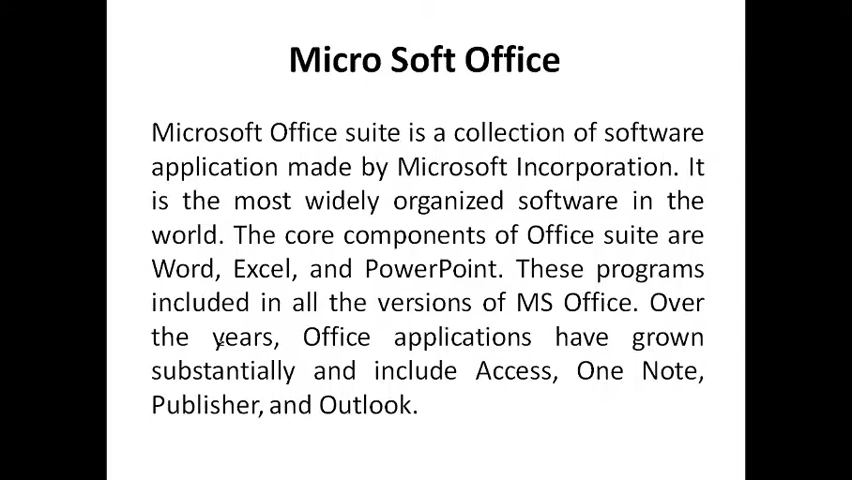 Micro Soft Office
Microsoft Office suite is a collection of software
application made by Microsoft Incorporation. It
is the most widely organized software in the
world. The core components of Office suite are
Word, Excel, and PowerPoint. These programs
included in all the versions of MS Office. Over
the years, Office applications have grown
substantially and include Access, One Note,
Publisher, and Outlook.